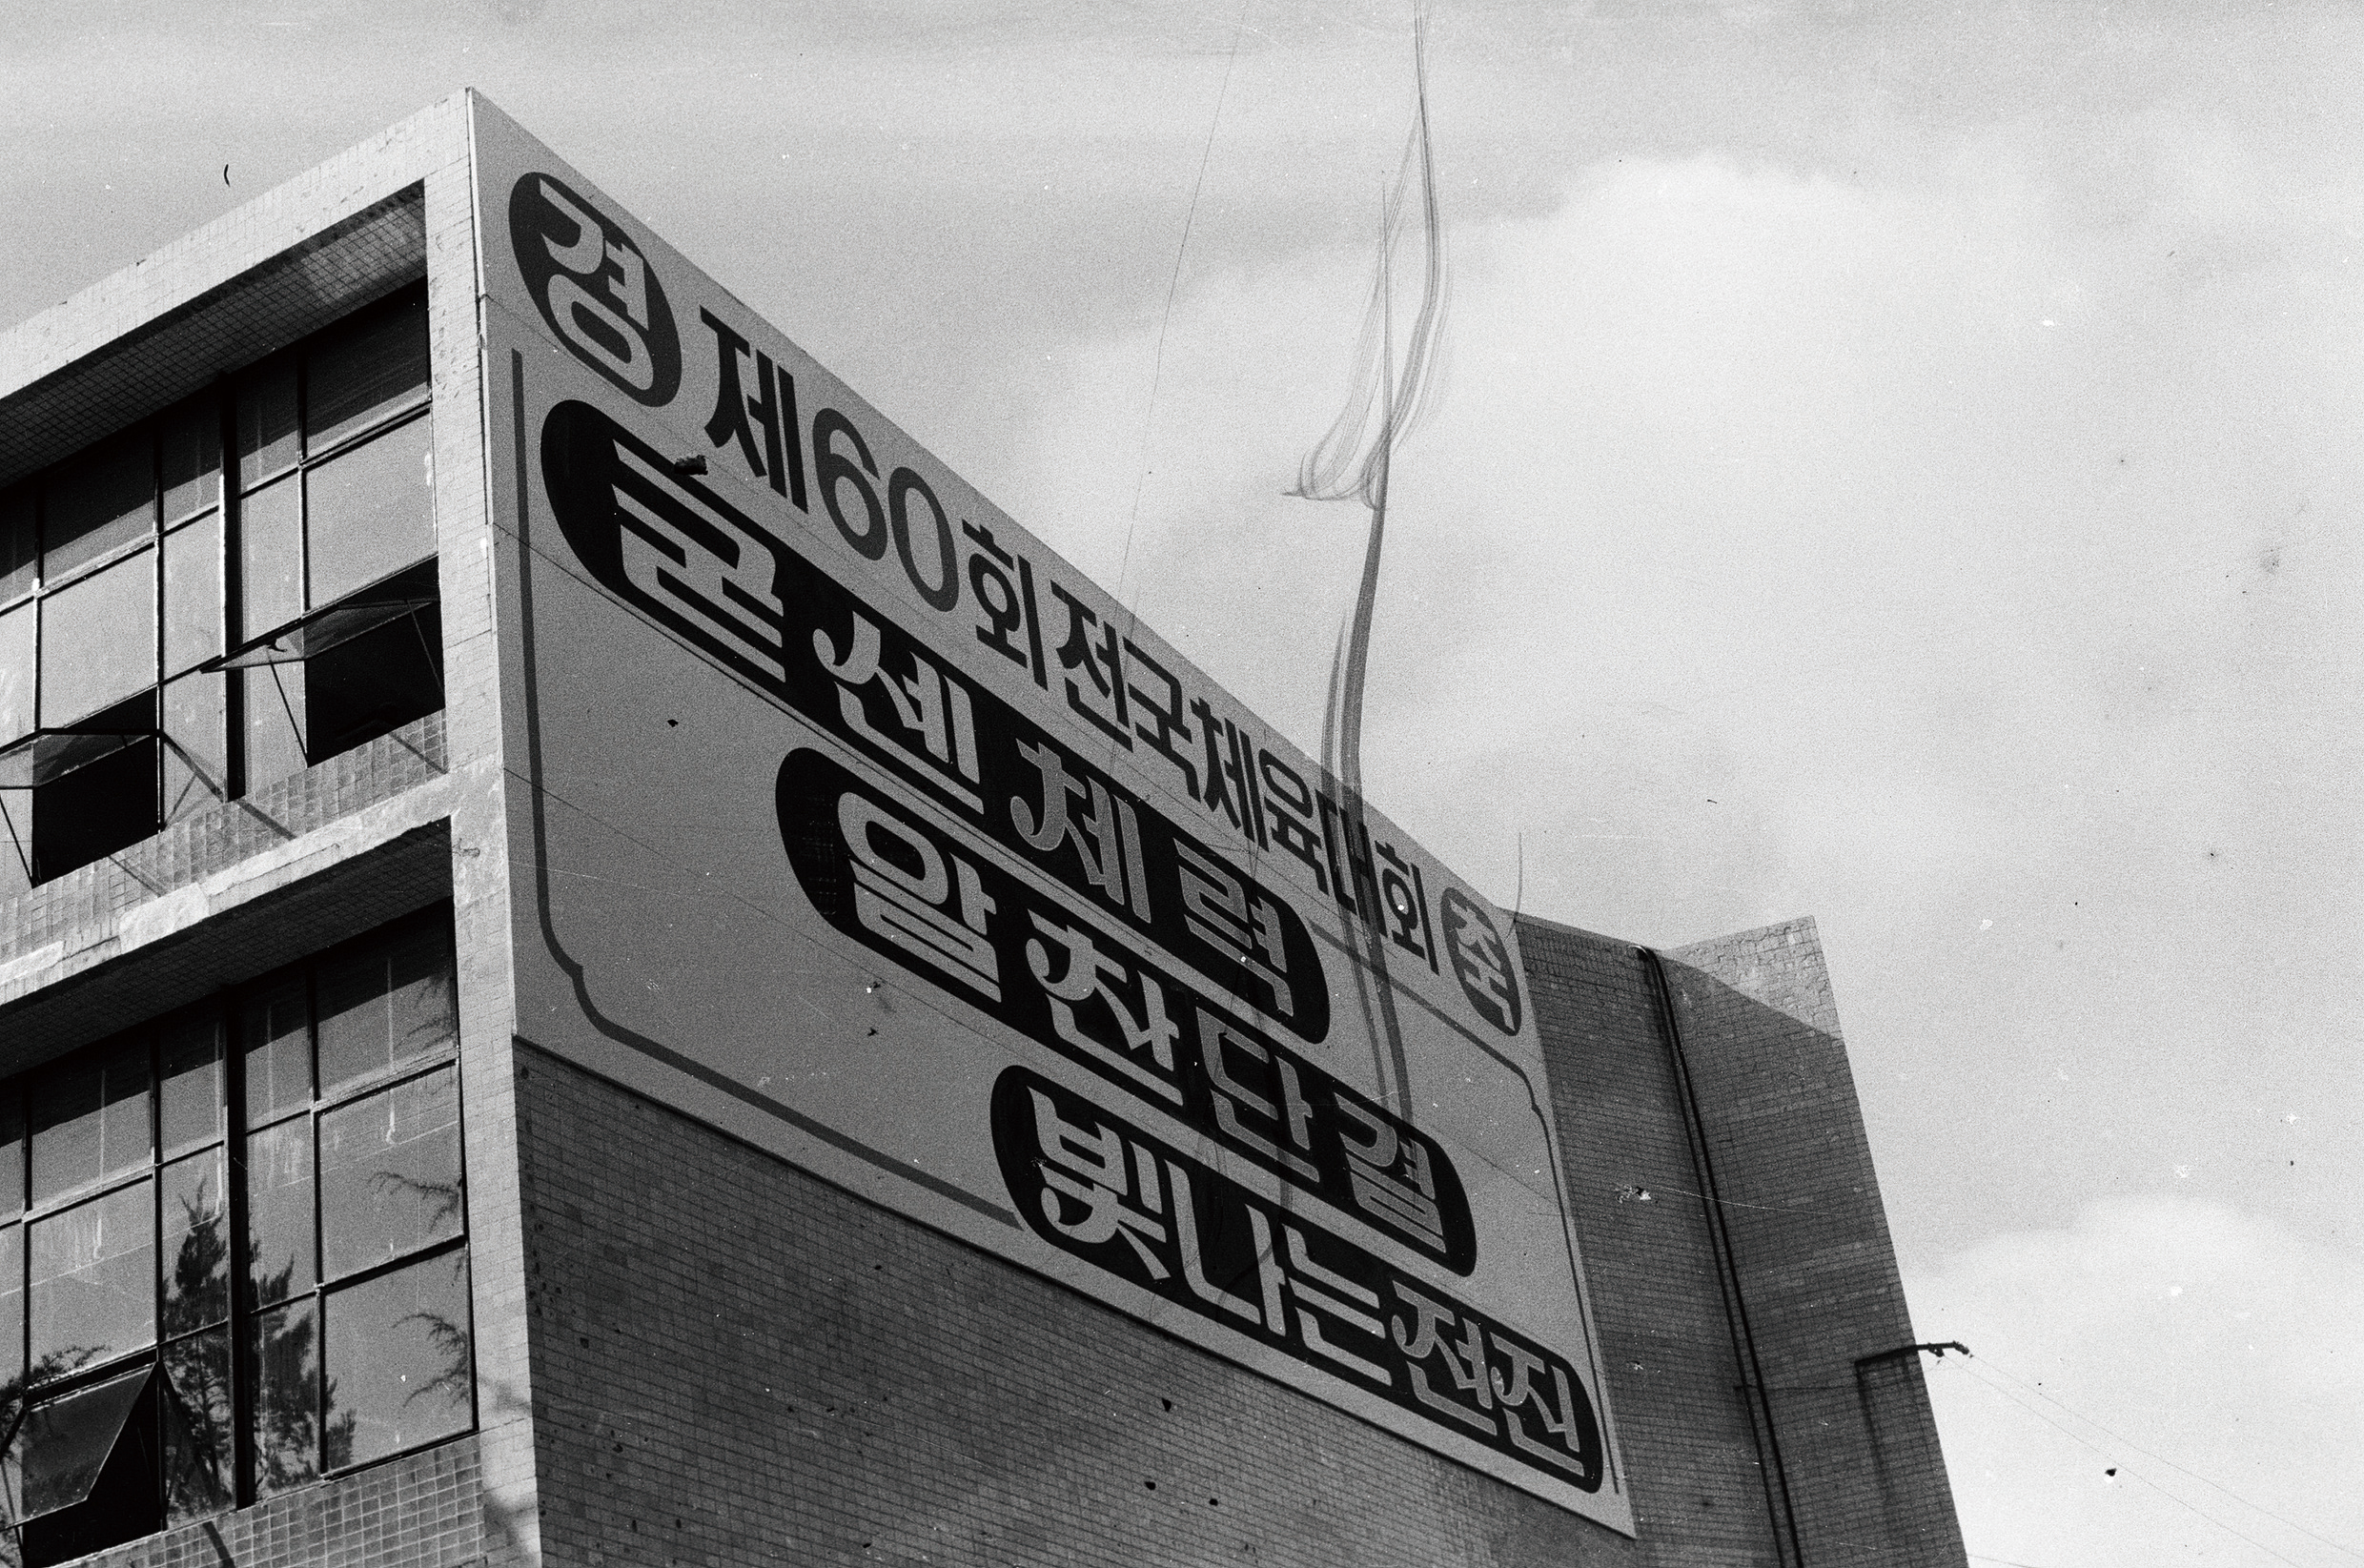 경 제60회 전국체육대회 축
굳센 체력
알찬 단결
빛나는 전진